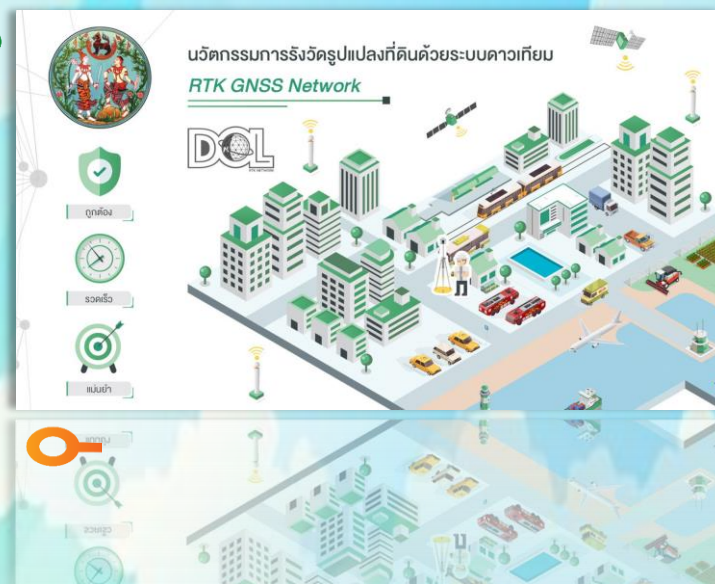 นวัตกรรมการรังวัดรูปแปลงที่ดินด้วยระบบดาวเทียม
RTK GNSS Network
DOL
RTK NETWORK
ถูกต้อง
รวดเร็ว
แม่นยำ